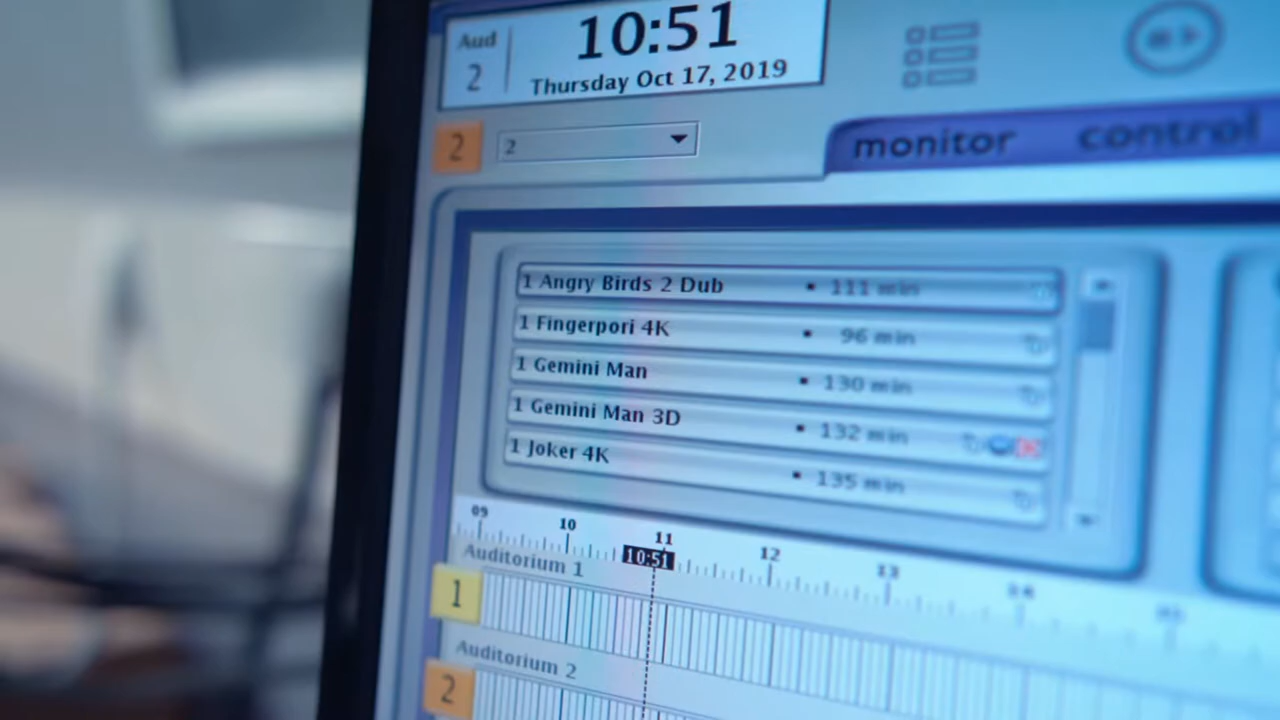 Aud
2
10:51
Thursday Oct 17, 2019
2
2
monitor control
1 Angry Birds 2 Dub • 111 min
1 Fingerpori 4K • 96 min
1 Gemini Man • 130 min
1 Gemini Man 3D • 132 min
1 Joker 4K • 135 min
09 10 11 12 13 14
10:51
Auditorium 1
1
Auditorium 2
2